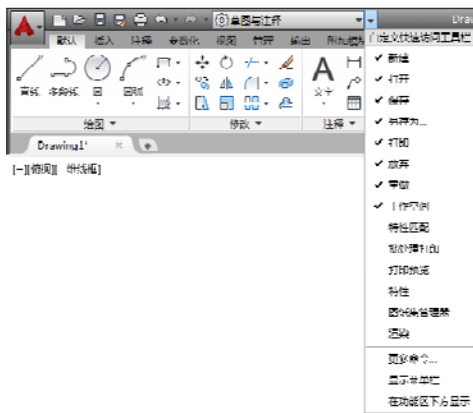 草图与注释
Dra
默认 插入 注释 参数化 视图 管理 输出 附加模块
直线 多段线 圆 圆弧
文字
绘图 修改 注释
Drawing1*
[-][俯视][二维线框]
自定义快速访问工具栏
新建
打开
保存
另存为...
打印
放弃
重做
工作空间
特性匹配
批处理打印
打印预览
特性
图纸集管理器
渲染
更多命令...
显示菜单栏
在功能区下方显示